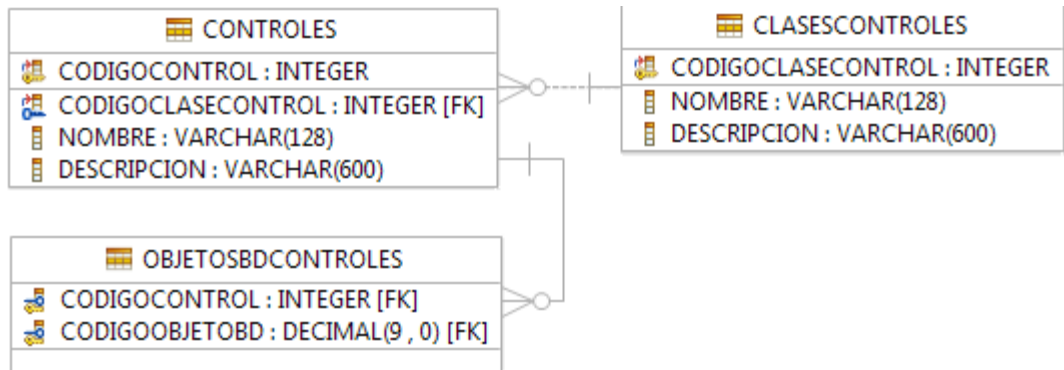 CONTROLES
CODIGOCONTROL : INTEGER
CODIGOCLASECONTROL : INTEGER [FK]
NOMBRE : VARCHAR(128)
DESCRIPCION : VARCHAR(600)
CLASESCONTROLES
CODIGOCLASECONTROL : INTEGER
NOMBRE : VARCHAR(128)
DESCRIPCION : VARCHAR(600)
OBJETOSBDCONTROLES
CODIGOCONTROL : INTEGER [FK]
CODIGOOBJETOBD : DECIMAL(9 , 0) [FK]